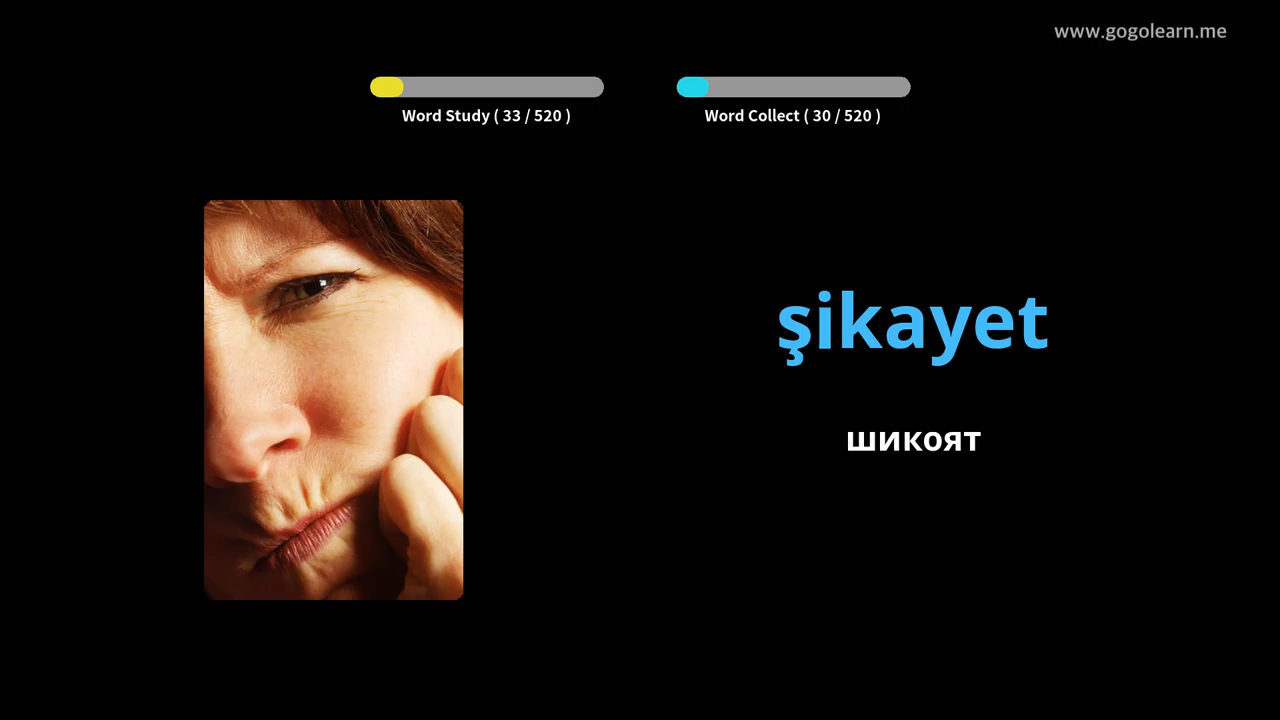 www.gogolearn.me
Word Study ( 33 / 520 )
Word Collect ( 30 / 520 )
şikayet
шикоят